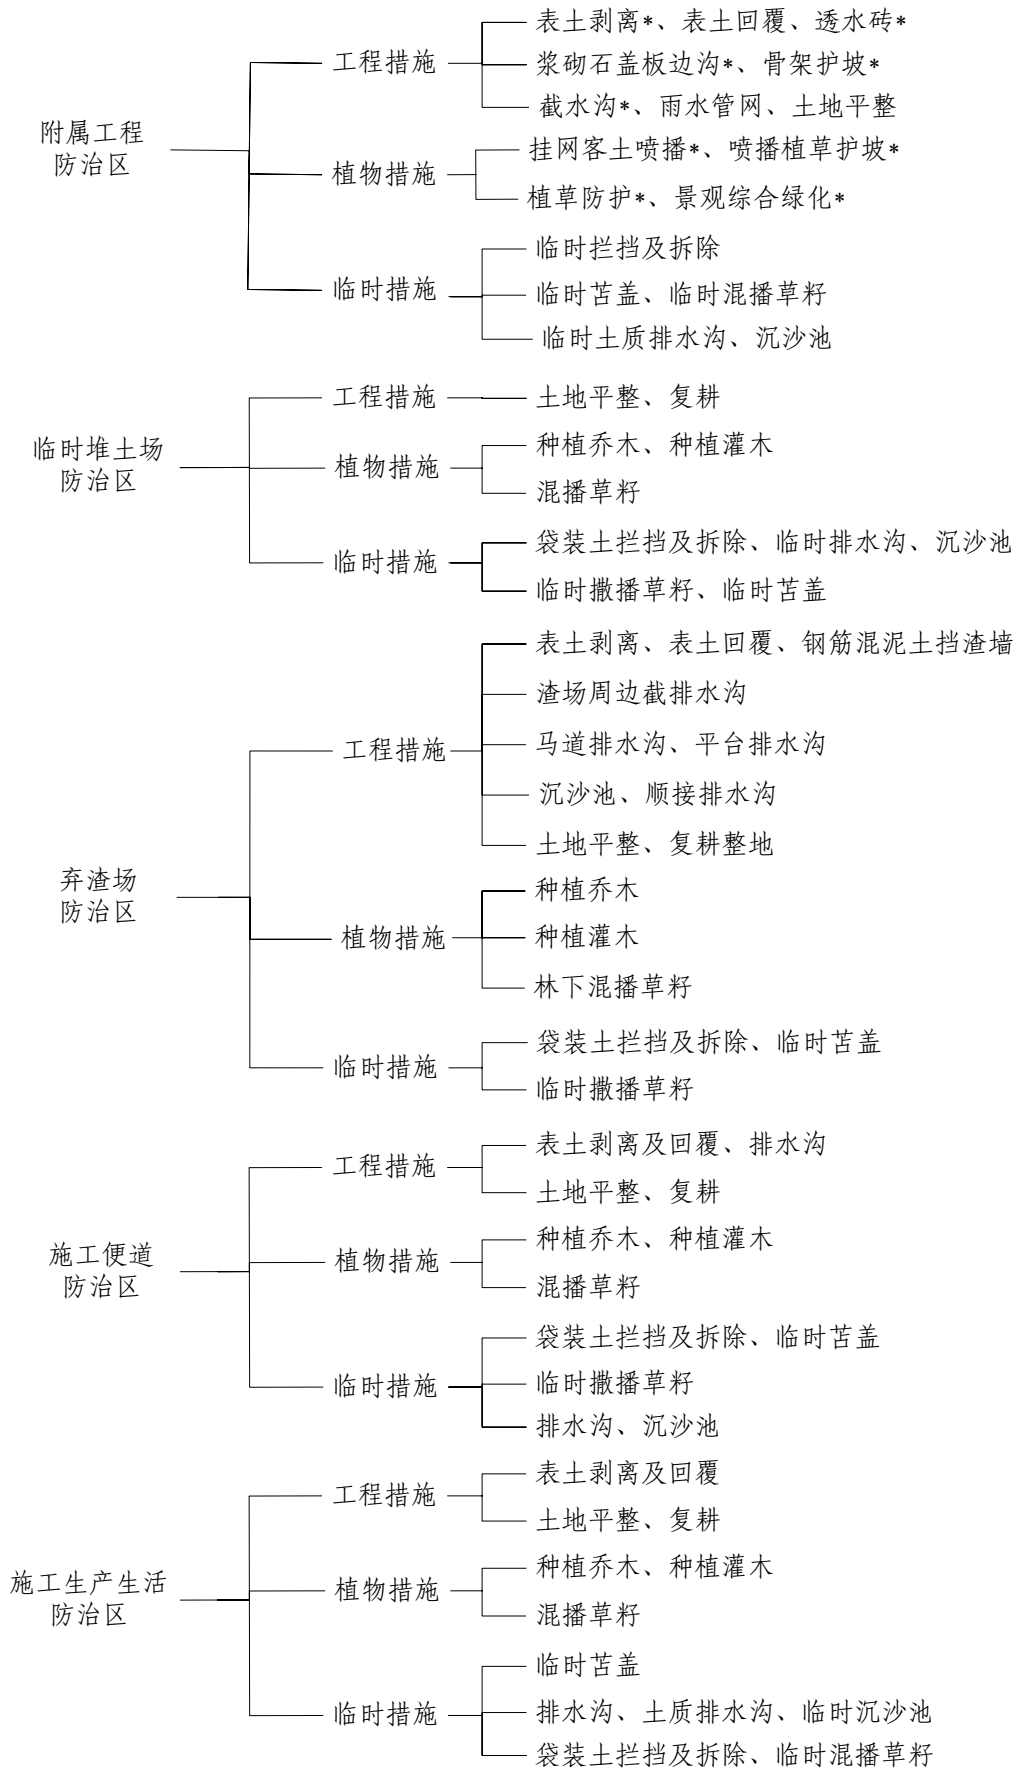 附属工程
防治区
工程措施
表土剥离*、表土回覆、透水砖*
浆砌石盖板边沟*、骨架护坡*
截水沟*、雨水管网、土地平整
植物措施
挂网客土喷播*、喷播植草护坡*
植草防护*、景观综合绿化*
临时措施
临时拦挡及拆除
临时苫盖、临时混播草籽
临时土质排水沟、沉沙池
临时堆土场
防治区
工程措施
土地平整、复耕
植物措施
种植乔木、种植灌木
混播草籽
临时措施
袋装土拦挡及拆除、临时排水沟、沉沙池
临时撒播草籽、临时苫盖
弃渣场
防治区
工程措施
表土剥离、表土回覆、钢筋混泥土挡渣墙
渣场周边截排水沟
马道排水沟、平台排水沟
沉沙池、顺接排水沟
土地平整、复耕整地
植物措施
种植乔木
种植灌木
林下混播草籽
临时措施
袋装土拦挡及拆除、临时苫盖
临时撒播草籽
施工便道
防治区
工程措施
表土剥离及回覆、排水沟
土地平整、复耕
植物措施
种植乔木、种植灌木
混播草籽
临时措施
袋装土拦挡及拆除、临时苫盖
临时撒播草籽
排水沟、沉沙池
施工生产生活
防治区
工程措施
表土剥离及回覆
土地平整、复耕
植物措施
种植乔木、种植灌木
混播草籽
临时措施
临时苫盖
排水沟、土质排水沟、临时沉沙池
袋装土拦挡及拆除、临时混播草籽